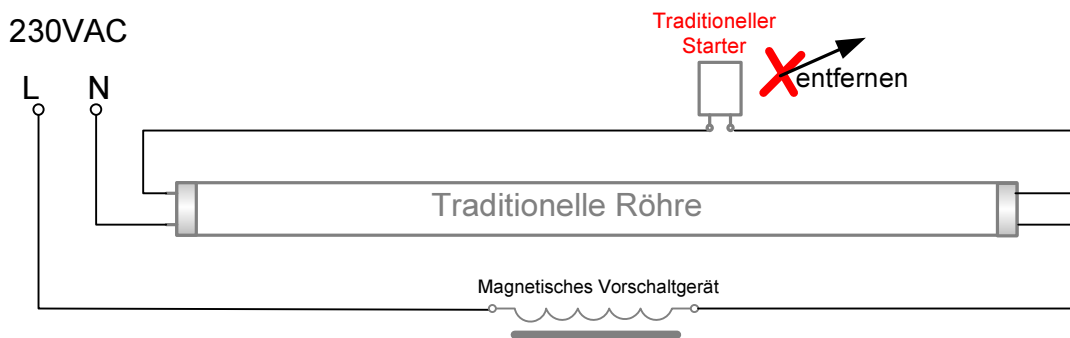 230VAC
Traditioneller
Starter
entfernen
L N
Traditionelle Röhre
Magnetisches Vorschaltgerät